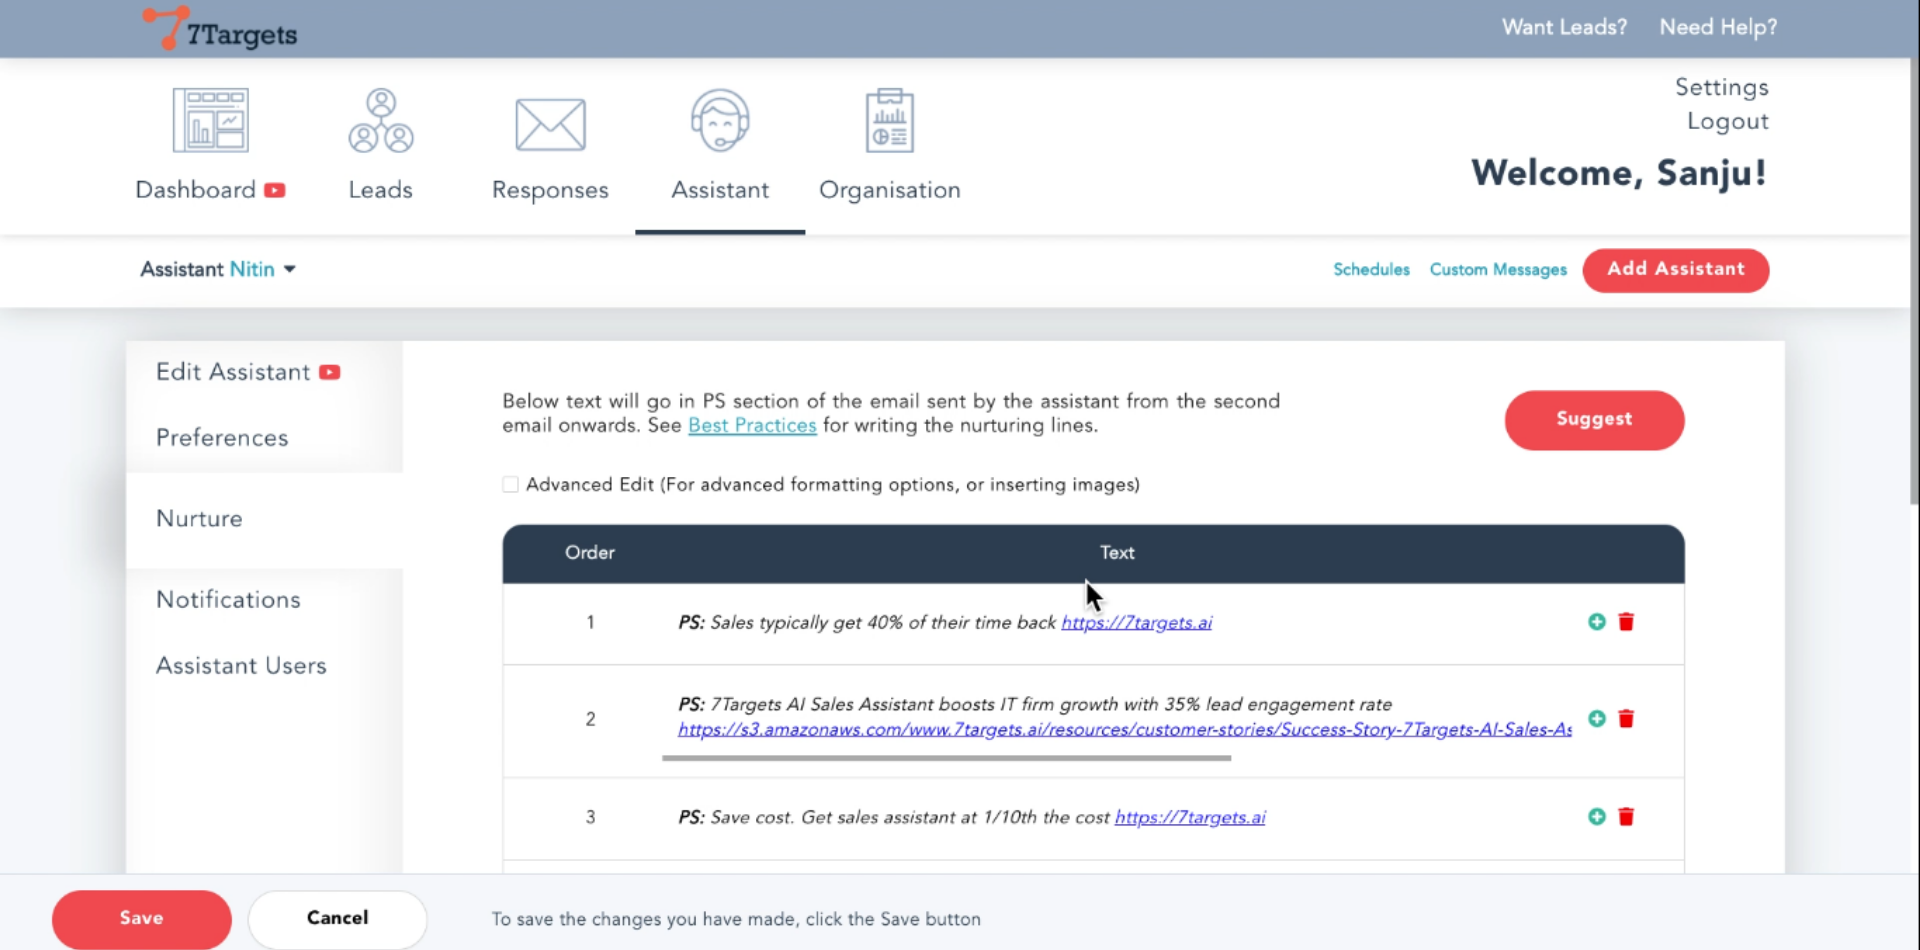 7Targets
Want Leads? Need Help?
Settings
Logout
Welcome, Sanju!
Dashboard Leads Responses Assistant Organisation
Assistant Nitin
Schedules Custom Messages Add Assistant
Edit Assistant
Preferences
Nurture
Notifications
Assistant Users
Below text will go in PS section of the email sent by the assistant from the second
email onwards. See Best Practices for writing the nurturing lines.
Suggest
Advanced Edit (For advanced formatting options, or inserting images)
Order Text
1 PS: Sales typically get 40% of their time back https://7targets.ai
2 PS: 7Targets AI Sales Assistant boosts IT firm growth with 35% lead engagement rate
https://s3.amazonaws.com/www.7targets.ai/resources/customer-stories/Success-Story-7Targets-AI-Sales-As
3 PS: Save cost. Get sales assistant at 1/10th the cost https://7targets.ai
Save Cancel To save the changes you have made, click the Save button